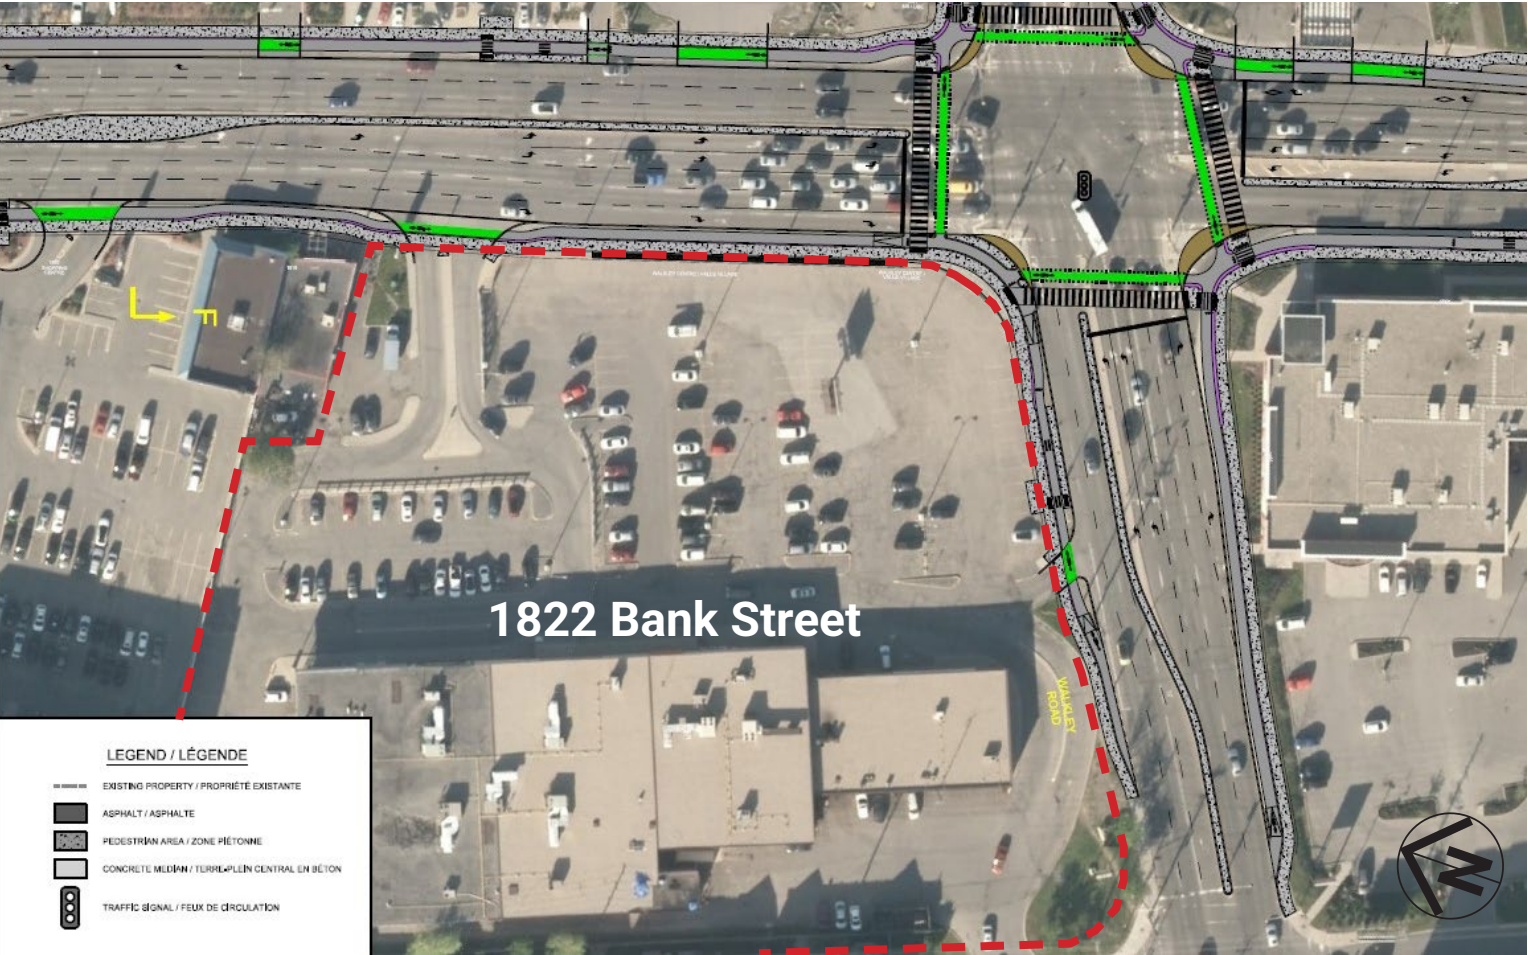 F
1822 Bank Street
WALKLEY
ROAD
LEGEND / LÉGENDE
EXISTING PROPERTY / PROPRIÉTÉ EXISTANTE
ASPHALT / ASPHALTE
PEDESTRIAN AREA / ZONE PIÉTONNE
CONCRETE MEDIAN / TERRE-PLEIN CENTRAL EN BÉTON
TRAFFIC SIGNAL / FEUX DE CIRCULATION
N